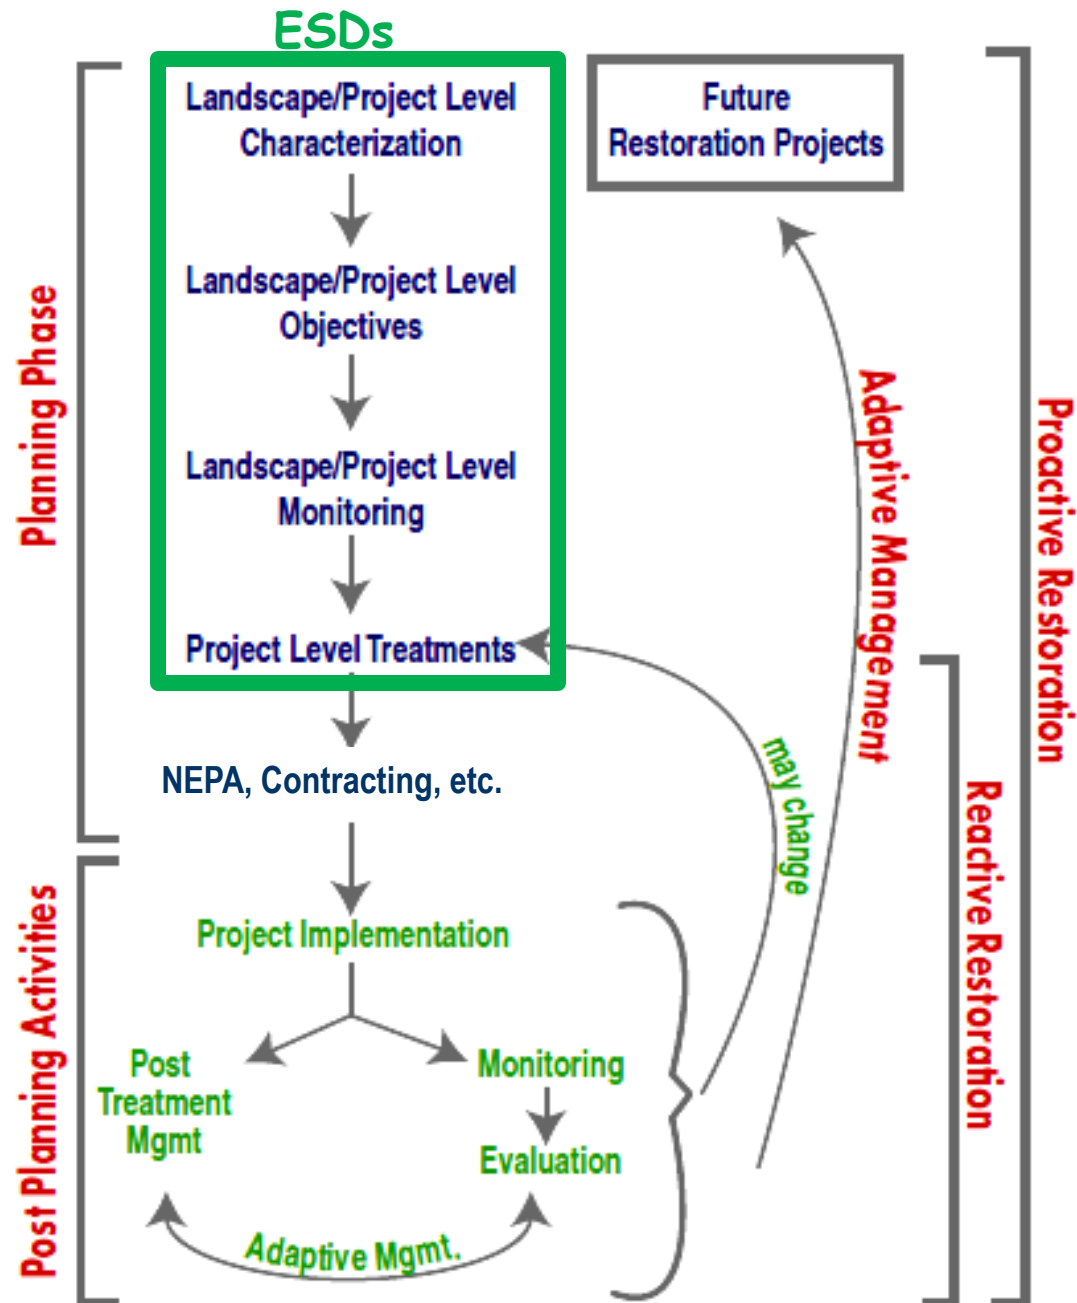 ESDs
Landscape/Project Level
Characterization
Future
Restoration Projects
Landscape/Project Level
Objectives
Landscape/Project Level
Monitoring
Project Level Treatments
NEPA, Contracting, etc.
Planning Phase
Adaptive Management
may change
Proactive Restoration
Reactive Restoration
Post Planning Activities
Project Implementation
Post
Treatment
Mgmt
Monitoring
Evaluation
Adaptive Mgmt.